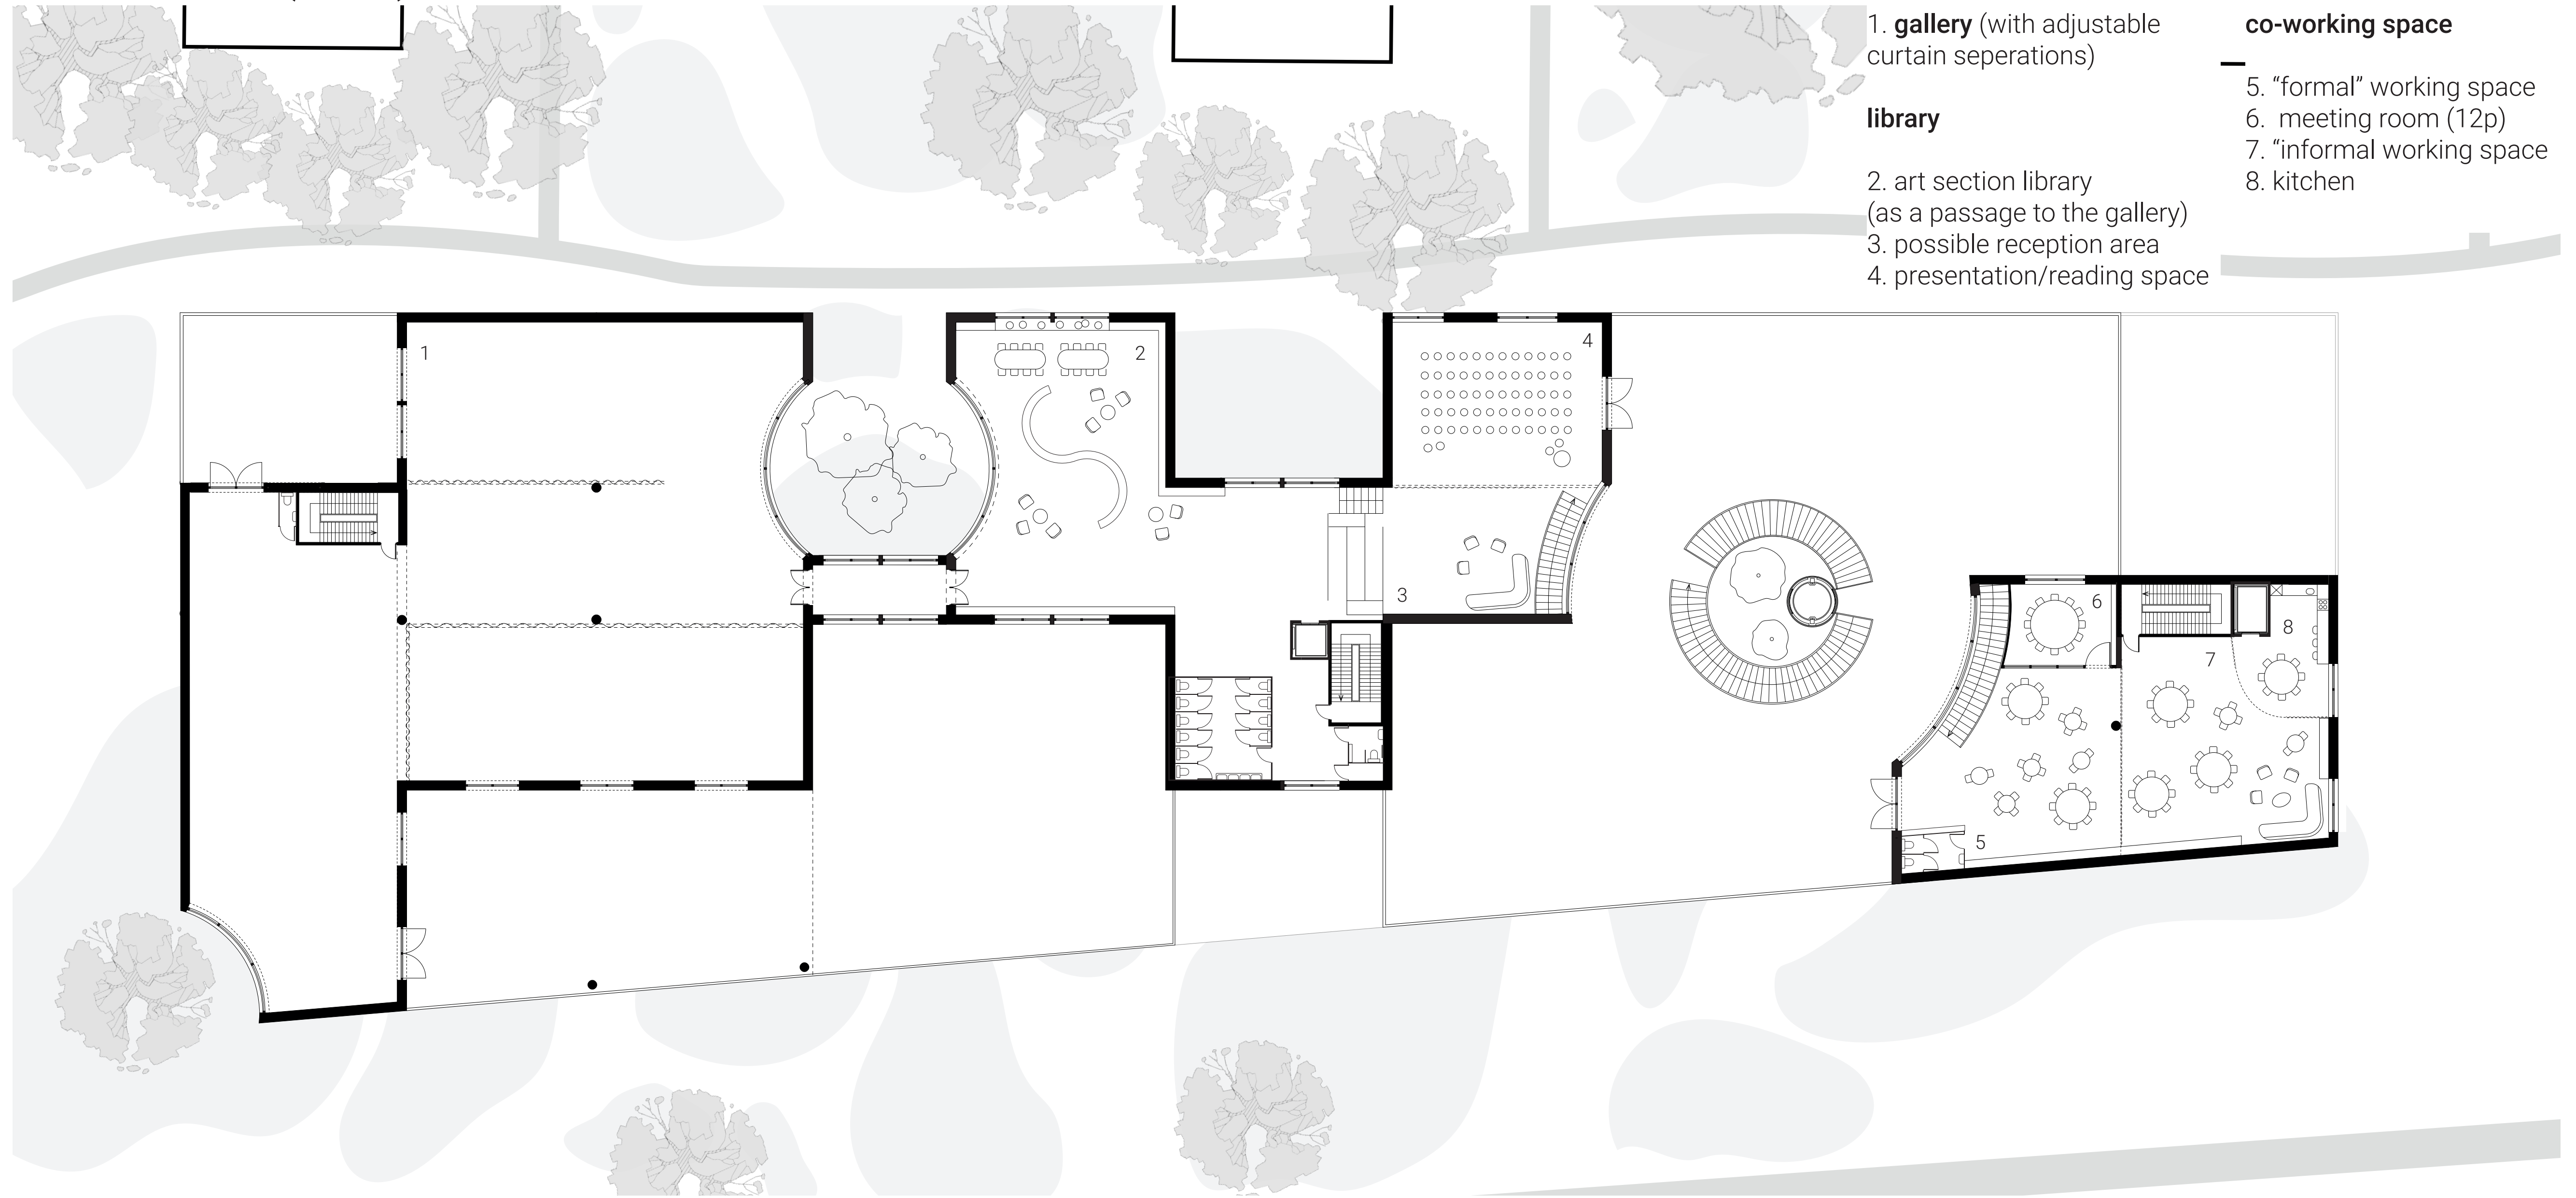 1. gallery (with adjustable
curtain seperations)
library
2. art section library
(as a passage to the gallery)
3. possible reception area
4. presentation/reading space
co-working space
5. “formal” working space
6. meeting room (12p)
7. “informal working space
8. kitchen
1
2
4
3
6
8
7
5